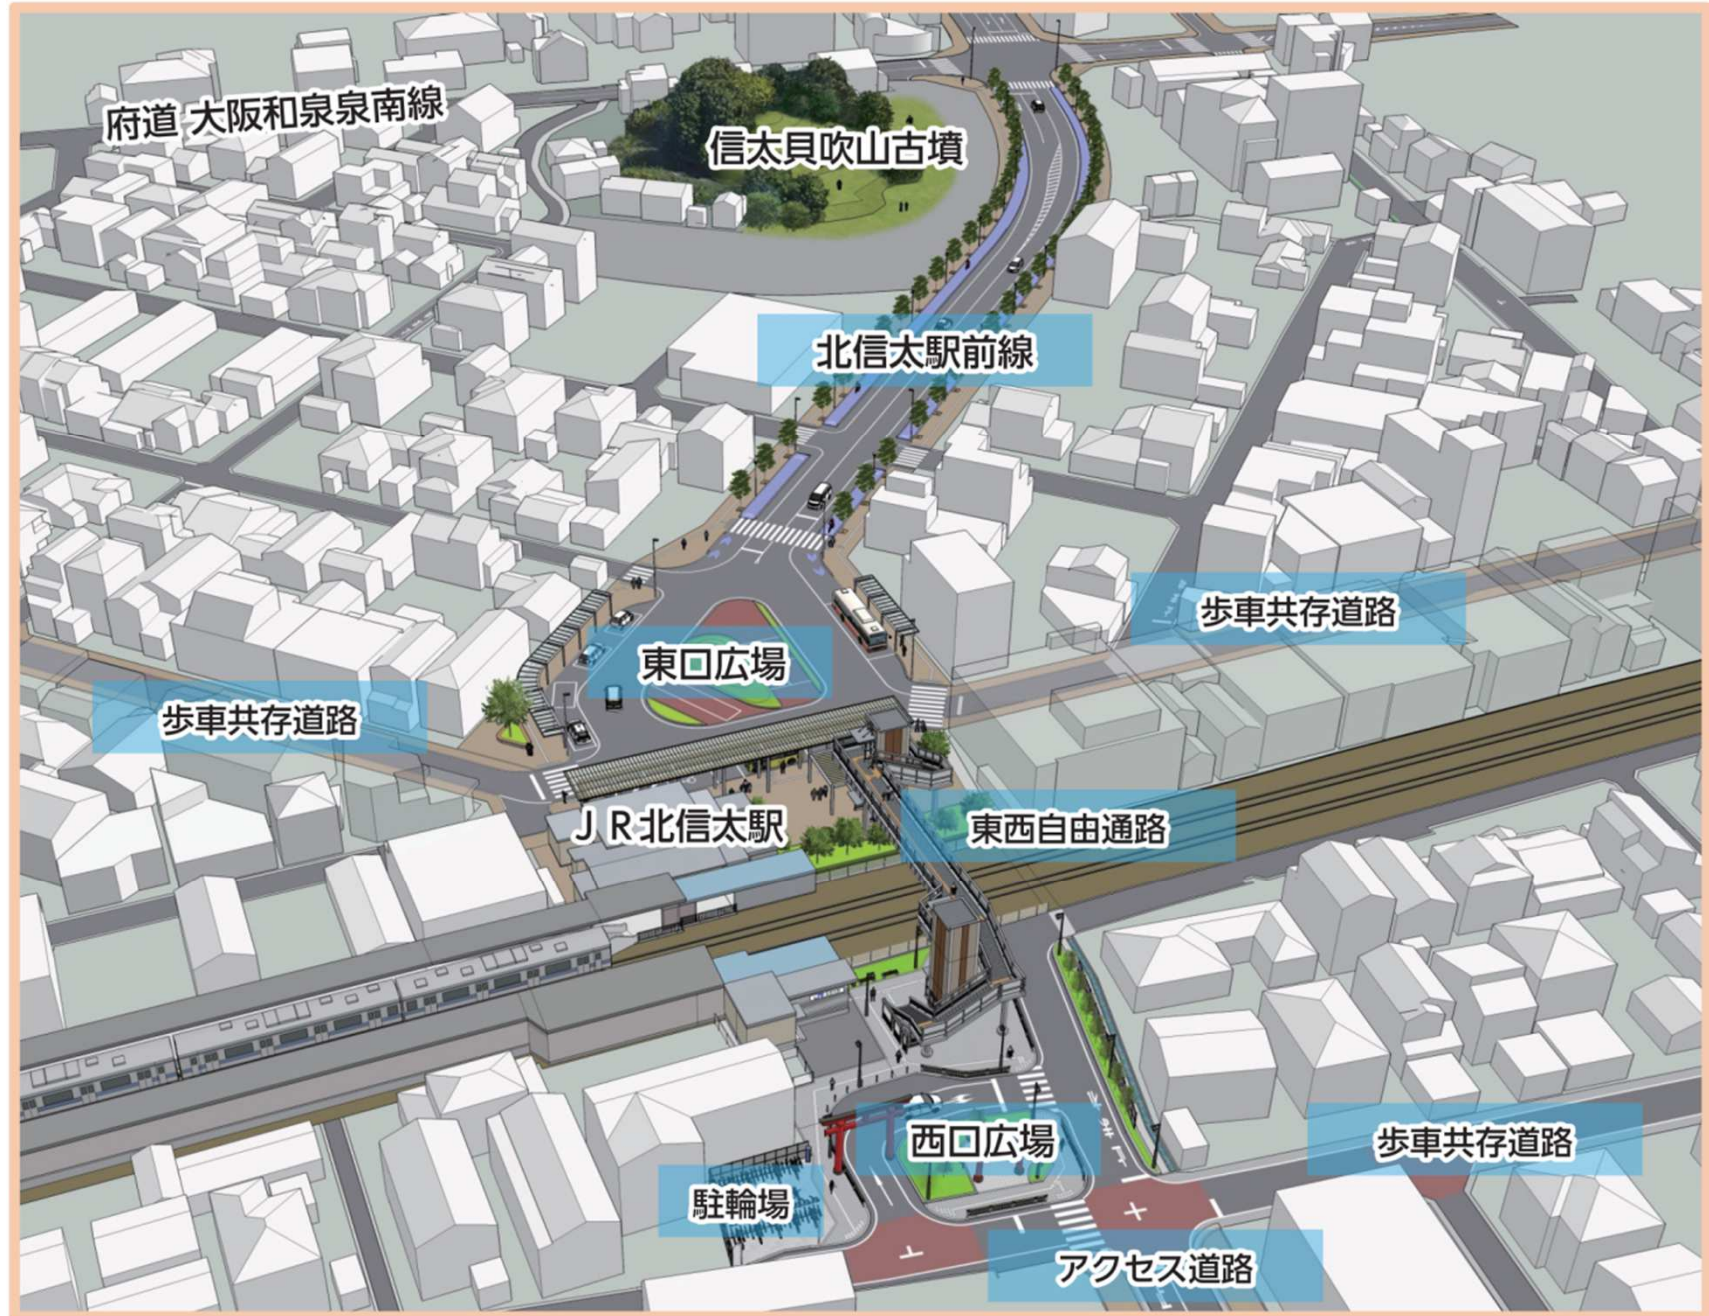 府道 大阪和泉泉南線
信太貝吹山古墳
北信太駅前線
歩車共存道路
東口広場
歩車共存道路
JR北信太駅
東西自由通路
西口広場
歩車共存道路
駐輪場
アクセス道路